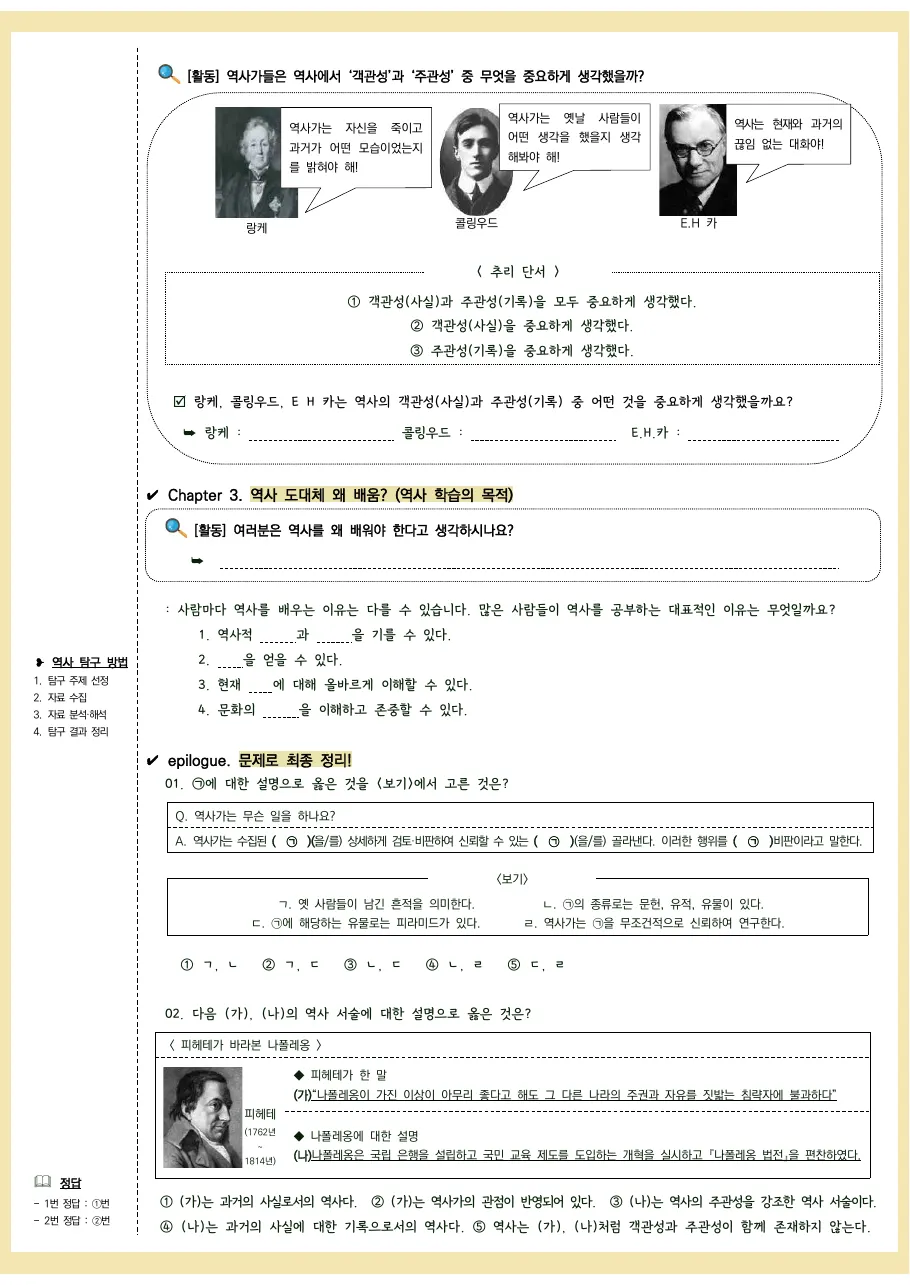 [활동] 역사가들은 역사에서 ‘객관성’과 ‘주관성’ 중 무엇을 중요하게 생각했을까?
역사가는 자신을 죽이고
과거가 어떤 모습이었는지
를 밝혀야 해!
랑케
역사가는 옛날 사람들이
어떤 생각을 했을지 생각
해봐야 해!
콜링우드
역사는 현재와 과거의
끊임 없는 대화야!
E.H 카
< 추리 단서 >
① 객관성(사실)과 주관성(기록)을 모두 중요하게 생각했다.
② 객관성(사실)을 중요하게 생각했다.
③ 주관성(기록)을 중요하게 생각했다.
☑ 랑케, 콜링우드, E H 카는 역사의 객관성(사실)과 주관성(기록) 중 어떤 것을 중요하게 생각했을까요?
➥ 랑케 : 콜링우드 : E.H.카 :
✔ Chapter 3. 역사 도대체 왜 배움? (역사 학습의 목적)
[활동] 여러분은 역사를 왜 배워야 한다고 생각하시나요?
➥
: 사람마다 역사를 배우는 이유는 다를 수 있습니다. 많은 사람들이 역사를 공부하는 대표적인 이유는 무엇일까요?
1. 역사적 ______과 ______을 기를 수 있다.
2. ____을 얻을 수 있다.
3. 현재 ____에 대해 올바르게 이해할 수 있다.
4. 문화의 ______을 이해하고 존중할 수 있다.
❥ 역사 탐구 방법
1. 탐구 주제 선정
2. 자료 수집
3. 자료 분석·해석
4. 탐구 결과 정리
✔ epilogue. 문제로 최종 정리!
01. ㉠에 대한 설명으로 옳은 것을 <보기>에서 고른 것은?
Q. 역사가는 무슨 일을 하나요?
A. 역사가는 수집된 ( ㉠ )(을/를) 상세하게 검토·비판하여 신뢰할 수 있는 ( ㉠ )(을/를) 골라낸다. 이러한 행위를 ( ㉠ )비판이라고 말한다.
<보기>
ㄱ. 옛 사람들이 남긴 흔적을 의미한다. ㄴ. ㉠의 종류로는 문헌, 유적, 유물이 있다.
ㄷ. ㉠에 해당하는 유물로는 피라미드가 있다. ㄹ. 역사가는 ㉠을 무조건적으로 신뢰하여 연구한다.
① ㄱ, ㄴ ② ㄱ, ㄷ ③ ㄴ, ㄷ ④ ㄴ, ㄹ ⑤ ㄷ, ㄹ
02. 다음 (가), (나)의 역사 서술에 대한 설명으로 옳은 것은?
< 피헤테가 바라본 나폴레옹 >
피헤테
(1762년
~
1814년)
◆ 피헤테가 한 말
(가)“나폴레옹이 가진 이상이 아무리 좋다고 해도 그 다른 나라의 주권과 자유를 짓밟는 침략자에 불과하다”
◆ 나폴레옹에 대한 설명
(나)나폴레옹은 국립 은행을 설립하고 국민 교육 제도를 도입하는 개혁을 실시하고 「나폴레옹 법전」을 편찬하였다.
① (가)는 과거의 사실로서의 역사다. ② (가)는 역사가의 관점이 반영되어 있다. ③ (나)는 역사의 주관성을 강조한 역사 서술이다.
④ (나)는 과거의 사실에 대한 기록으로서의 역사다. ⑤ 역사는 (가), (나)처럼 객관성과 주관성이 함께 존재하지 않는다.
정답
- 1번 정답 : ①번
- 2번 정답 : ②번